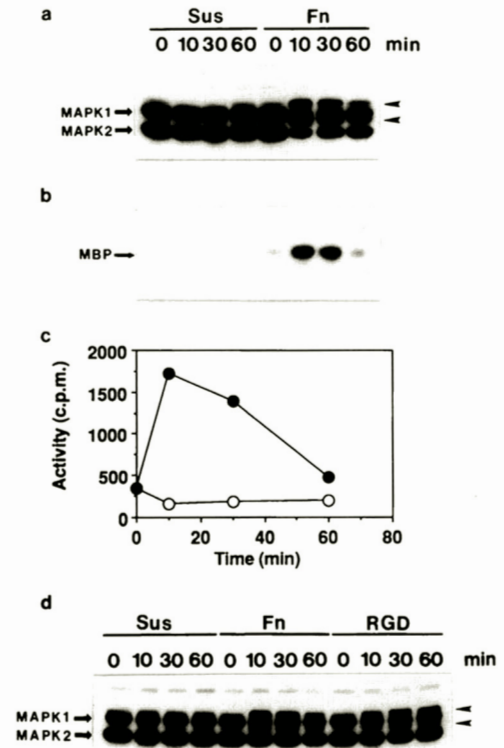 a
Sus Fn
0 10 30 60 0 10 30 60 min
MAPK1
MAPK2
b
MBP
c
2000
1500
1000
500
0
Activity (c.p.m.)
0 20 40 60 80
Time (min)
d
Sus Fn RGD
0 10 30 60 0 10 30 60 0 10 30 60 min
MAPK1
MAPK2